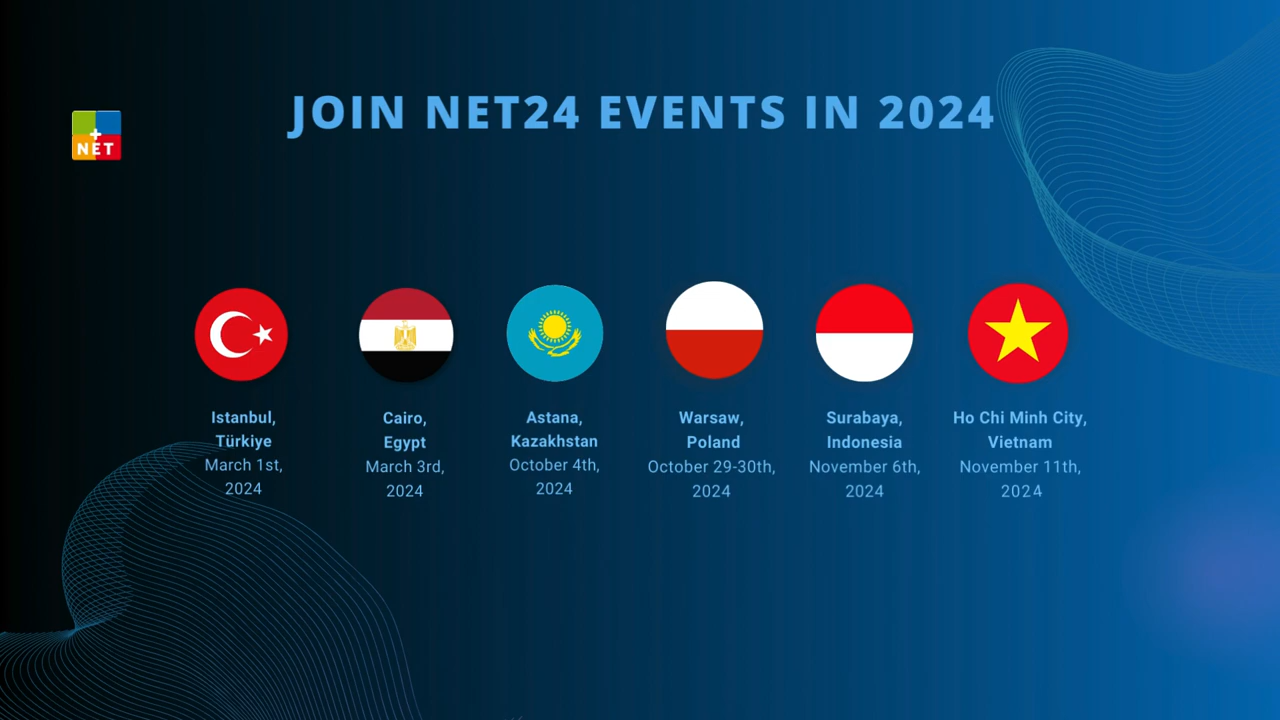 JOIN NET24 EVENTS IN 2024
+
NET
Istanbul,
Türkiye
March 1st,
2024
Cairo,
Egypt
March 3rd,
2024
Astana,
Kazakhstan
October 4th,
2024
Warsaw,
Poland
October 29-30th,
2024
Surabaya,
Indonesia
November 6th,
2024
Ho Chi Minh City,
Vietnam
November 11th,
2024